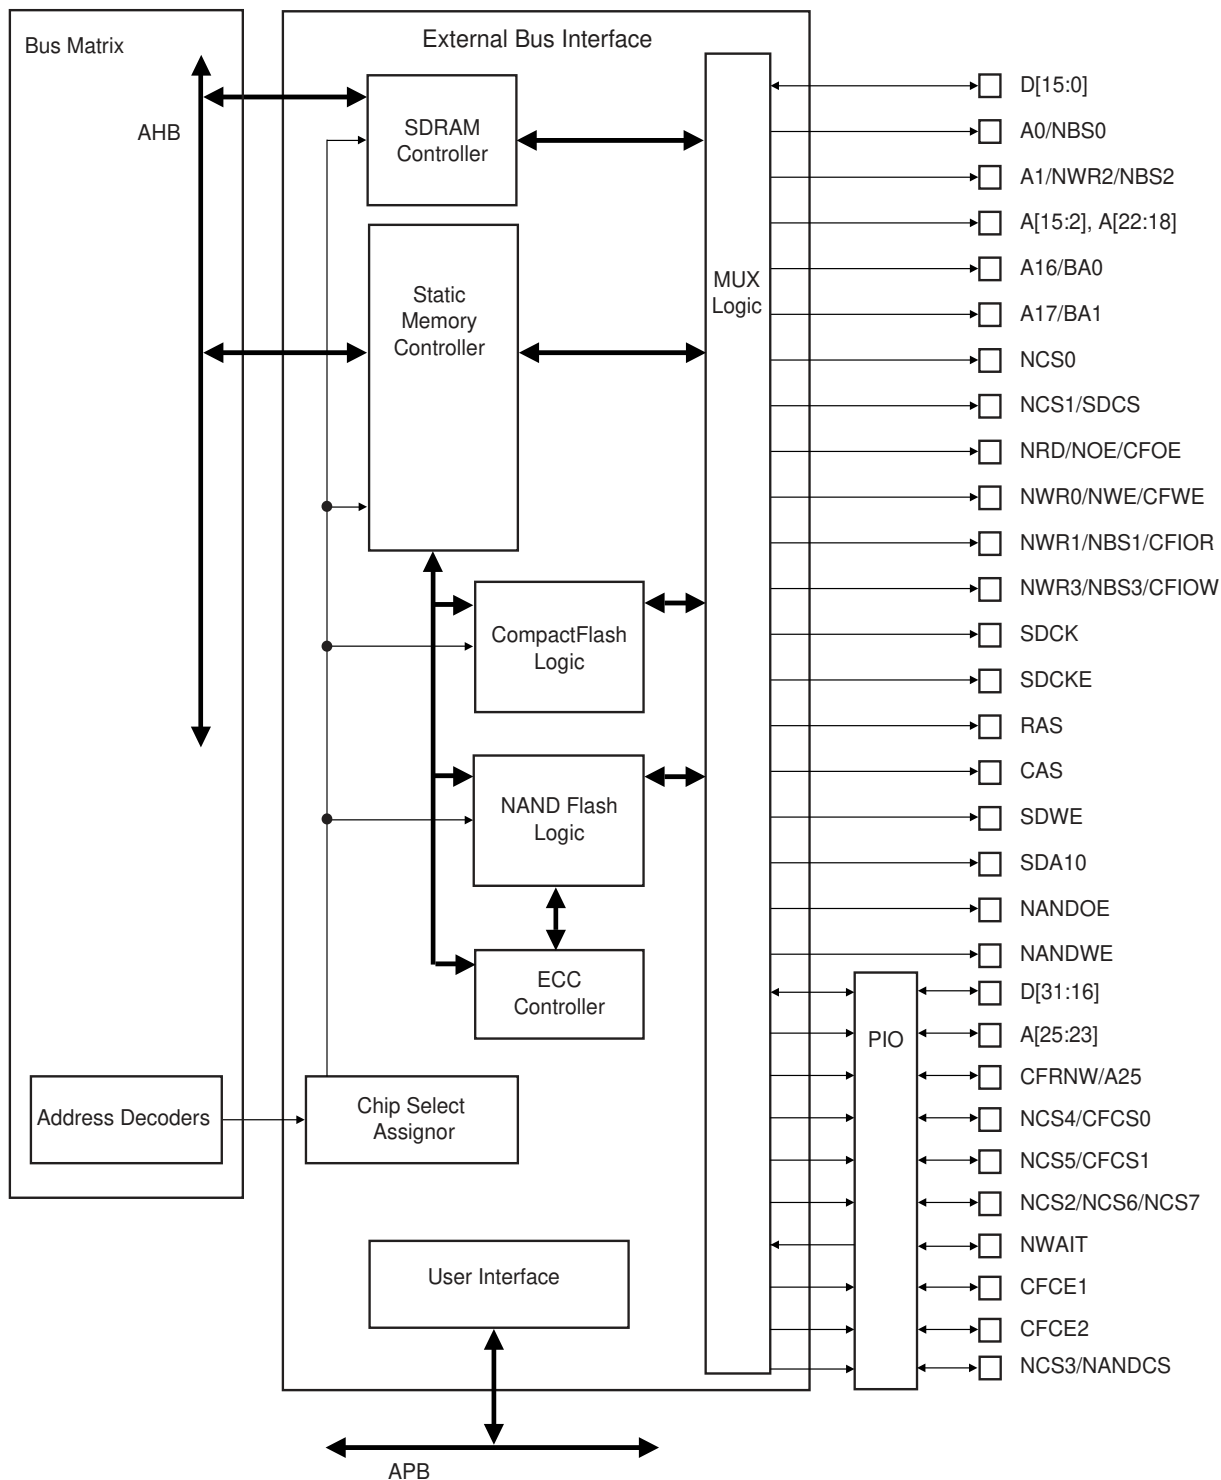 Bus Matrix
External Bus Interface
AHB
SDRAM
Controller
Static
Memory
Controller
CompactFlash
Logic
NAND Flash
Logic
ECC
Controller
Address Decoders
Chip Select
Assignor
User Interface
APB
MUX
Logic
PIO
D[15:0]
A0/NBS0
A1/NWR2/NBS2
A[15:2], A[22:18]
A16/BA0
A17/BA1
NCS0
NCS1/SDCS
NRD/NOE/CFOE
NWR0/NWE/CFWE
NWR1/NBS1/CFIOR
NWR3/NBS3/CFIOW
SDCK
SDCKE
RAS
CAS
SDWE
SDA10
NANDOE
NANDWE
D[31:16]
A[25:23]
CFRNW/A25
NCS4/CFCS0
NCS5/CFCS1
NCS2/NCS6/NCS7
NWAIT
CFCE1
CFCE2
NCS3/NANDCS